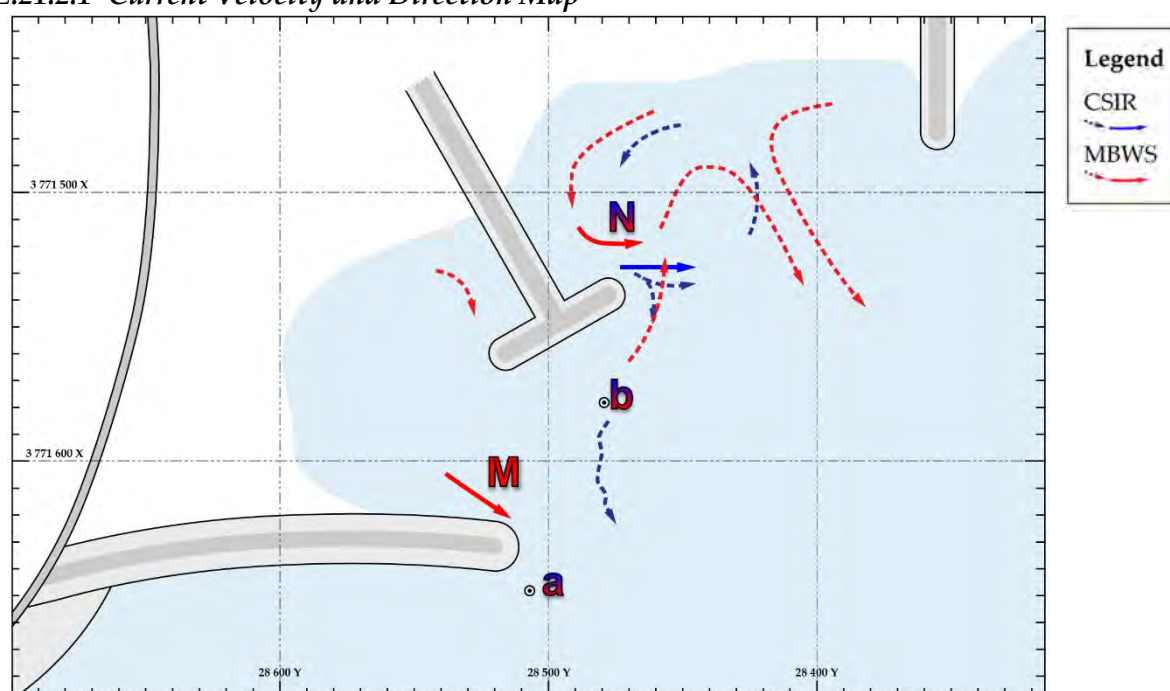 2.21.2.1 Current Velocity and Direction Map
Legend
CSIR
MBWS
3 771 500 X
N
b
3 771 600 X
M
a
28 600 Y
28 500 Y
28 400 Y